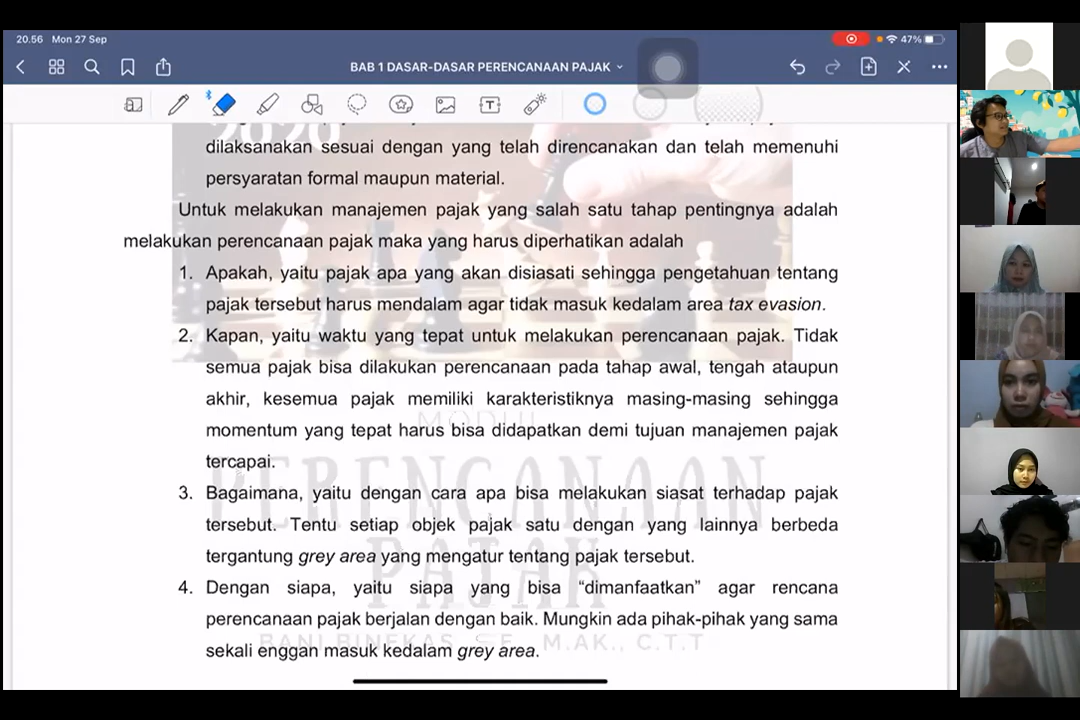 20.56 Mon 27 Sep
47%
BAB 1 DASAR-DASAR PERENCANAAN PAJAK
2020
dilaksanakan sesuai dengan yang telah direncanakan dan telah memenuhi
persyaratan formal maupun material.
Untuk melakukan manajemen pajak yang salah satu tahap pentingnya adalah
melakukan perencanaan pajak maka yang harus diperhatikan adalah
1. Apakah, yaitu pajak apa yang akan disiasati sehingga pengetahuan tentang
pajak tersebut harus mendalam agar tidak masuk kedalam area tax evasion.
2. Kapan, yaitu waktu yang tepat untuk melakukan perencanaan pajak. Tidak
semua pajak bisa dilakukan perencanaan pada tahap awal, tengah ataupun
akhir, kesemua pajak memiliki karakteristiknya masing-masing sehingga
MODUL
momentum yang tepat harus bisa didapatkan demi tujuan manajemen pajak
tercapai.
PERENCANAAN
3. Bagaimana, yaitu dengan cara apa bisa melakukan siasat terhadap pajak
tersebut. Tentu setiap objek pajak satu dengan yang lainnya berbeda
tergantung grey area yang mengatur tentang pajak tersebut.
PAJAK
4. Dengan siapa, yaitu siapa yang bisa “dimanfaatkan” agar rencana
perencanaan pajak berjalan dengan baik. Mungkin ada pihak-pihak yang sama
BANI BINEKAS, SE., M.AK., C.T.T
sekali enggan masuk kedalam grey area.